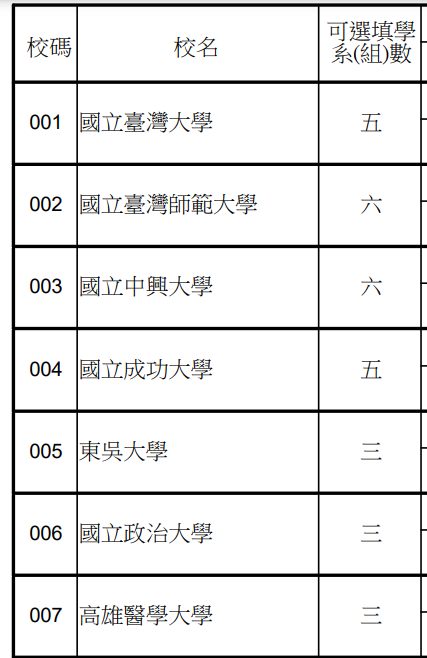 校碼 校名 可選填學
系(組)數
001 國立臺灣大學 五
002 國立臺灣師範大學 六
003 國立中興大學 六
004 國立成功大學 五
005 東吳大學 三
006 國立政治大學 三
007 高雄醫學大學 三